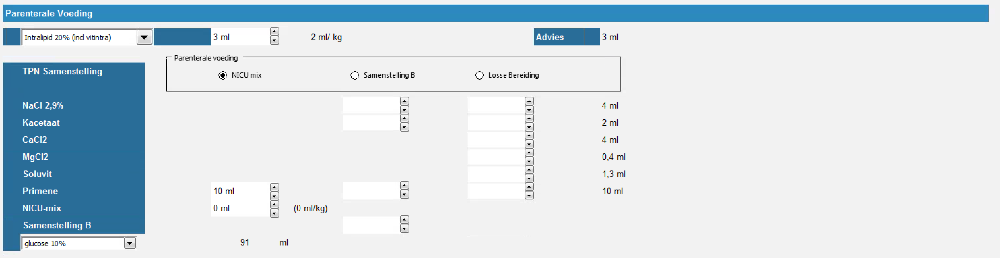 Parenterale Voeding
Intralipid 20% (incl vitintra) 3 ml 2 ml/ kg Advies 3 ml
Parenterale voeding
TPN Samenstelling NICU mix Samenstelling B Losse Bereiding
NaCl 2,9% 4 ml
Kacetaat 2 ml
CaCl2 4 ml
MgCl2 0,4 ml
Soluvit 1,3 ml
Primene 10 ml 10 ml
NICU-mix 0 ml (0 ml/kg)
Samenstelling B
glucose 10% 91 ml